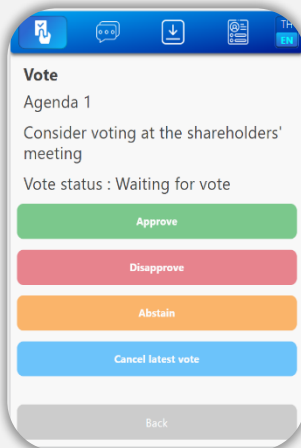 TH
EN
Vote
Agenda 1
Consider voting at the shareholders'
meeting
Vote status : Waiting for vote
Approve
Disapprove
Abstain
Cancel latest vote
Back